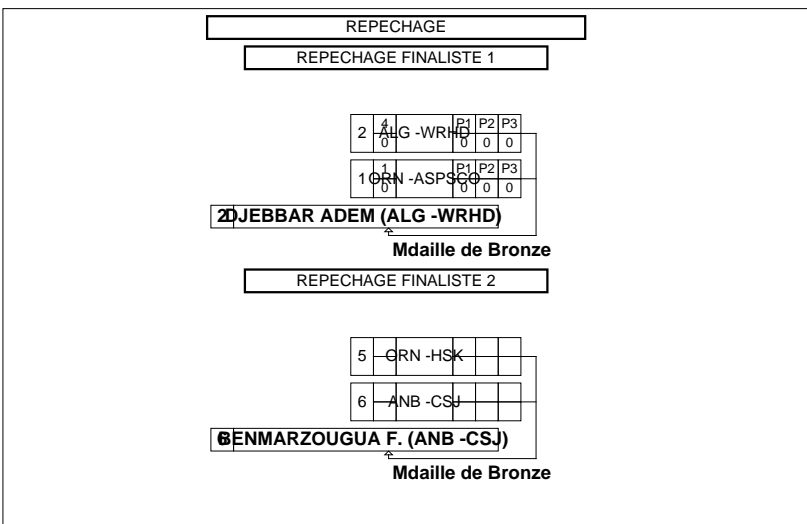 REPECHAGE
REPECHAGE FINALISTE 1
2 4 ALG -WRHD P1 P2 P3
0 0 0 0
1 1 ORN -ASPSCO P1 P2 P3
0 0 0 0
2 DJEBBAR ADEM (ALG -WRHD)
Mdaille de Bronze
REPECHAGE FINALISTE 2
5 ORN -HSK
6 ANB -CSJ
6 BENMARZOUGUA F. (ANB -CSJ)
Mdaille de Bronze